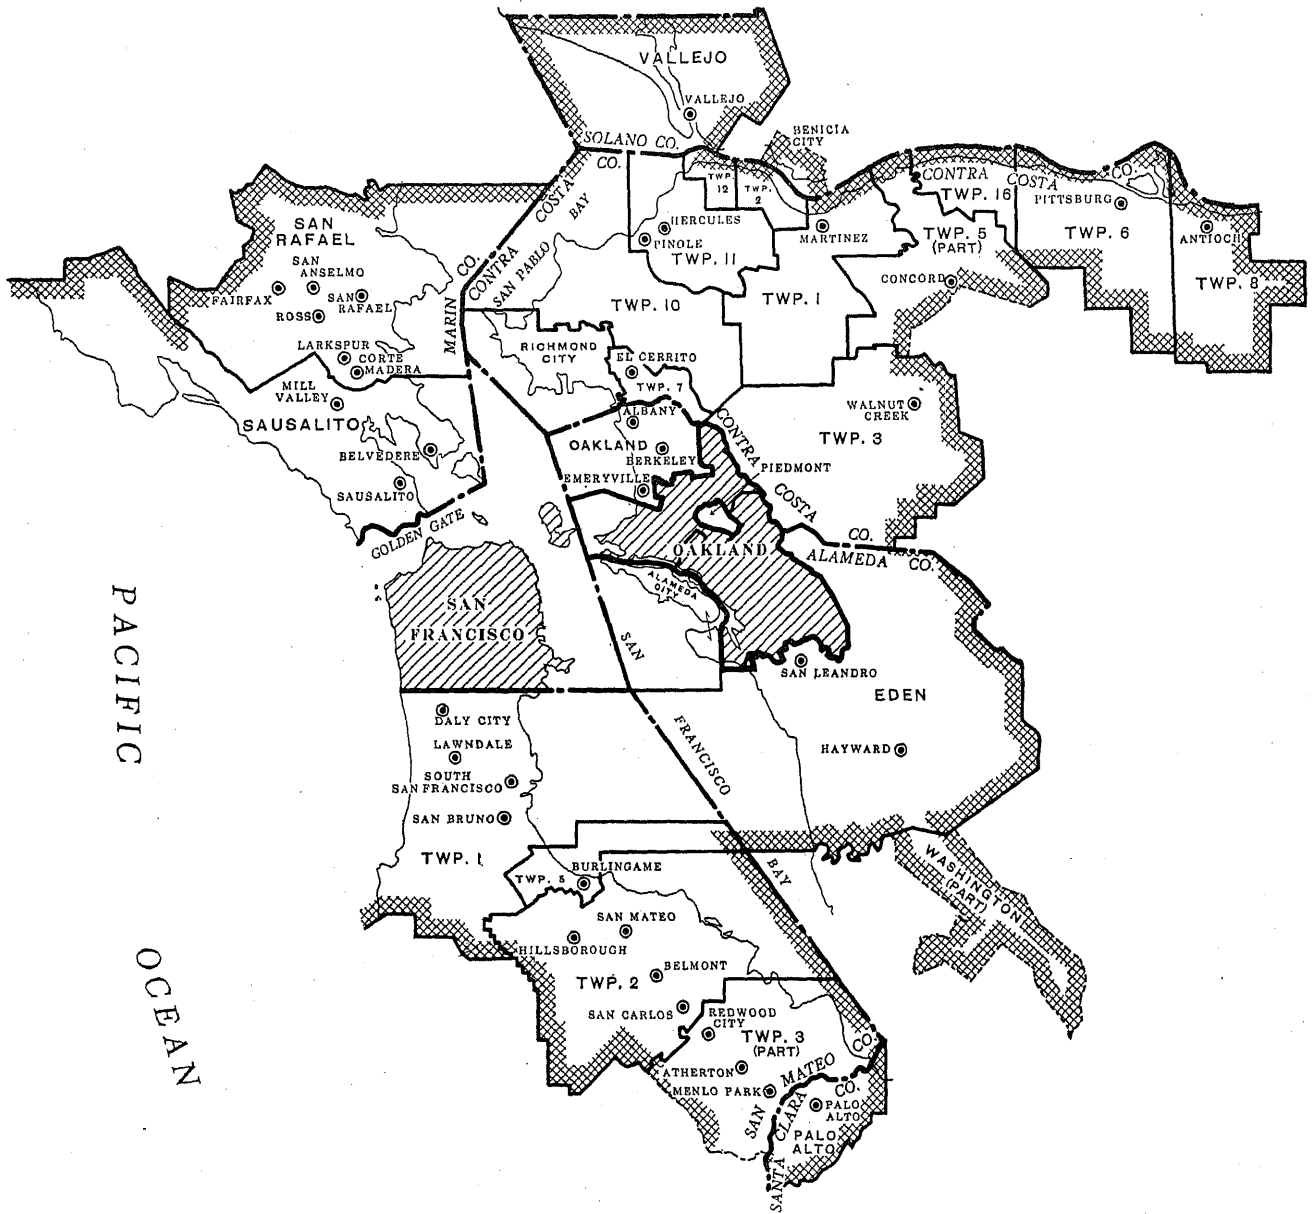 VALLEJO
VALLEJO
SOLANO CO.
BENICIA
CITY
CONTRA COSTA CO.
BAY
SAN PABLO
TWP.
12
TWP.
2
CONTRA COSTA CO.
TWP. 16
PITTSBURG
TWP. 6
ANTIOCH
TWP. 8
SAN
RAFAEL
SAN
ANSELMO
FAIRFAX
SAN
RAFAEL
ROSS
MARIN CO.
HERCULES
PINOLE
TWP. 11
MARTINEZ
TWP. 5
(PART)
CONCORD
TWP. 10
TWP. 1
LARKSPUR
CORTE
MADERA
RICHMOND
CITY
EL CERRITO
TWP. 7
MILL
VALLEY
SAUSALITO
BELVEDERE
SAUSALITO
GOLDEN GATE
ALBANY
OAKLAND
BERKELEY
EMERYVILLE
CONTRA COSTA CO.
WALNUT
CREEK
TWP. 3
PIEDMONT
OAKLAND
ALAMEDA CO.
ALAMEDA
CITY
PACIFIC
OCEAN
SAN
FRANCISCO
SAN
FRANCISCO
BAY
SAN LEANDRO
EDEN
HAYWARD
DALY CITY
LAWNDALE
SOUTH
SAN FRANCISCO
SAN BRUNO
TWP. 1
TWP. 5
BURLINGAME
WASHINGTON
(PART)
SAN MATEO
HILLSBOROUGH
BELMONT
TWP. 2
SAN CARLOS
REDWOOD
CITY
TWP. 3
(PART)
ATHERTON
MENLO PARK
SAN MATEO CO.
SANTA CLARA CO.
PALO
ALTO
PALO
ALTO